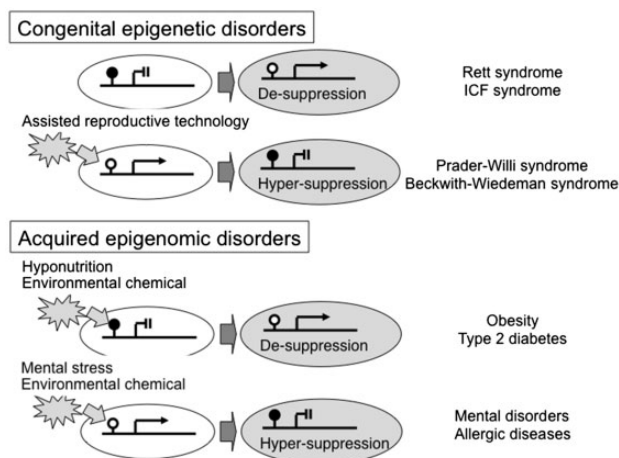 Congenital epigenetic disorders
De-suppression
Rett syndrome
ICF syndrome
Assisted reproductive technology
Hyper-suppression
Prader-Willi syndrome
Beckwith-Wiedeman syndrome
Acquired epigenomic disorders
Hyponutrition
Environmental chemical
De-suppression
Obesity
Type 2 diabetes
Mental stress
Environmental chemical
Hyper-suppression
Mental disorders
Allergic diseases